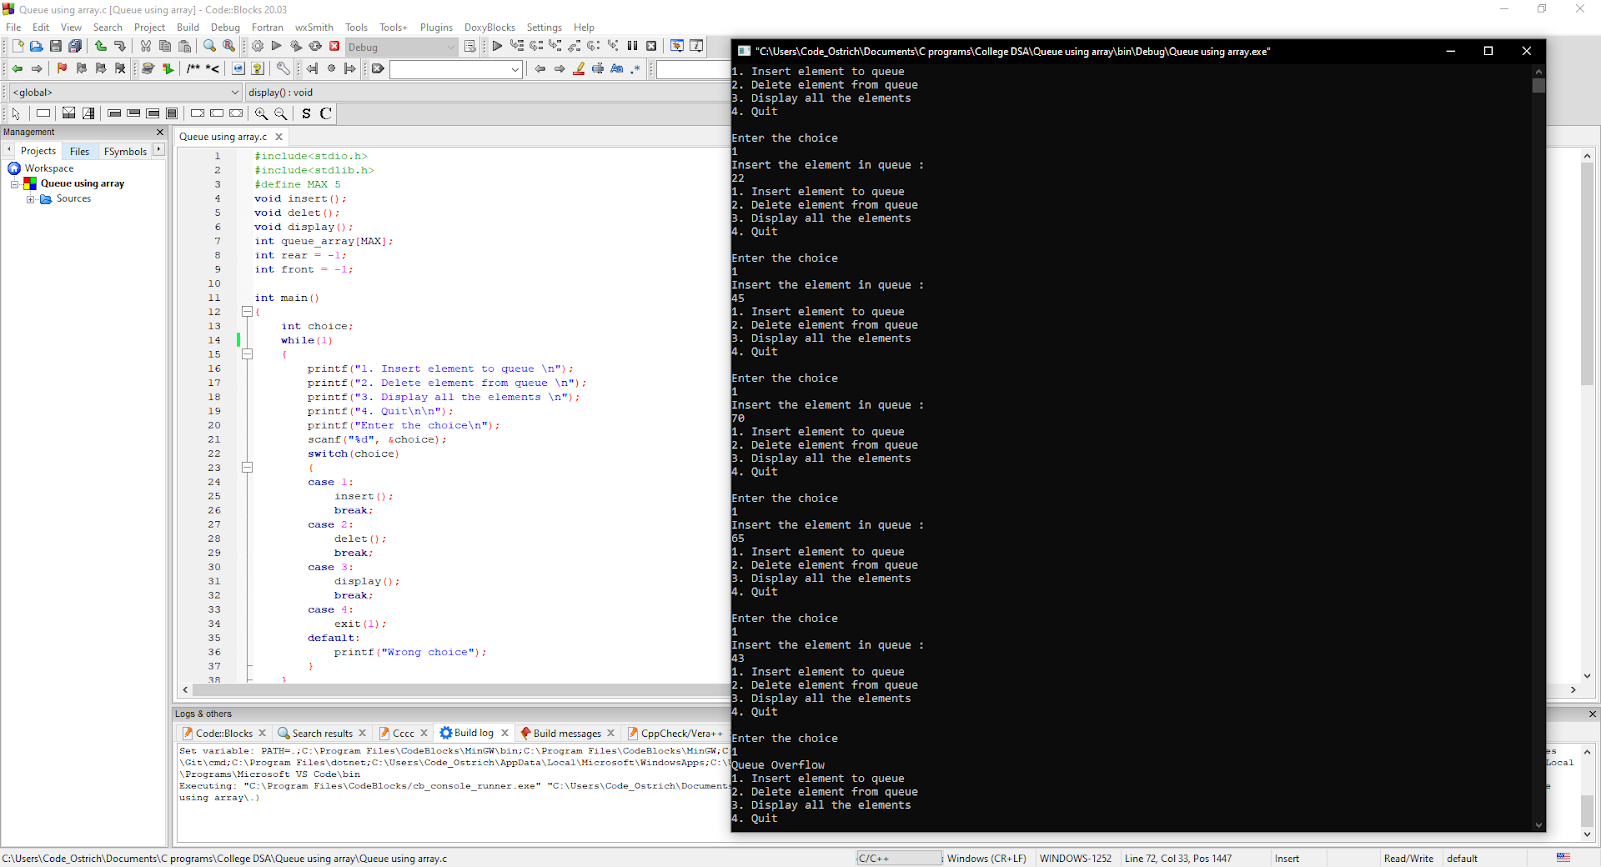 Queue using array.c [Queue using array] - Code::Blocks 20.03
File Edit View Search Project Build Debug Fortran wxSmith Tools Tools+ Plugins DoxyBlocks Settings Help
Debug
<global>
display() : void
S C
Management
Projects Files FSymbols
Workspace
Queue using array
Sources
Queue using array.c
1 #include<stdio.h>
2 #include<stdlib.h>
3 #define MAX 5
4 void insert();
5 void delet();
6 void display();
7 int queue_array[MAX];
8 int rear = -1;
9 int front = -1;
10
11 int main()
12 {
13 int choice;
14 while(1)
15 {
16 printf("1. Insert element to queue \n");
17 printf("2. Delete element from queue \n");
18 printf("3. Display all the elements \n");
19 printf("4. Quit\n\n");
20 printf("Enter the choice\n");
21 scanf("%d", &choice);
22 switch(choice)
23 {
24 case 1:
25 insert();
26 break;
27 case 2:
28 delet();
29 break;
30 case 3:
31 display();
32 break;
33 case 4:
34 exit(1);
35 default:
36 printf("Wrong choice");
37 }
38 }
"C:\Users\Code_Ostrich\Documents\C programs\College DSA\Queue using array\bin\Debug\Queue using array.exe"
1. Insert element to queue
2. Delete element from queue
3. Display all the elements
4. Quit
Enter the choice
1
Insert the element in queue :
22
1. Insert element to queue
2. Delete element from queue
3. Display all the elements
4. Quit
Enter the choice
1
Insert the element in queue :
45
1. Insert element to queue
2. Delete element from queue
3. Display all the elements
4. Quit
Enter the choice
1
Insert the element in queue :
70
1. Insert element to queue
2. Delete element from queue
3. Display all the elements
4. Quit
Enter the choice
1
Insert the element in queue :
65
1. Insert element to queue
2. Delete element from queue
3. Display all the elements
4. Quit
Enter the choice
1
Insert the element in queue :
43
1. Insert element to queue
2. Delete element from queue
3. Display all the elements
4. Quit
Enter the choice
1
Queue Overflow
1. Insert element to queue
2. Delete element from queue
3. Display all the elements
4. Quit
Logs & others
Code::Blocks Search results Cccc Build log Build messages CppCheck/Vera++
Set variable: PATH=.;C:\Program Files\CodeBlocks\MinGW\bin;C:\Program Files\CodeBlocks\MinGW;C: es
\Git\cmd;C:\Program Files\dotnet;C:\Users\Code_Ostrich\AppData\Local\Microsoft\WindowsApps;C:\ Local
\Programs\Microsoft VS Code\bin
Executing: "C:\Program Files\CodeBlocks/cb_console_runner.exe" "C:\Users\Code_Ostrich\Document e
using array\.)
C:\Users\Code_Ostrich\Documents\C programs\College DSA\Queue using array\Queue using array.c C/C++ Windows (CR+LF) WINDOWS-1252 Line 72, Col 33, Pos 1447 Insert Read/Write default